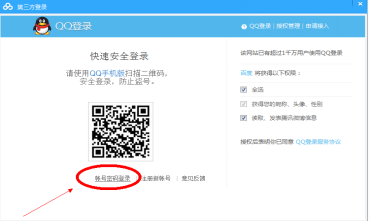 第三方登录
QQ登录
QQ登录 | 授权管理 | 申请接入
快速安全登录
请使用QQ手机版扫描二维码，
安全登录，防止盗号。
帐号密码登录 | 注册新帐号 | 意见反馈
该网站已有超过1千万用户使用QQ登录
百度 将获得以下权限：
全选
获得您的昵称、头像、性别
读取、发表腾讯微博信息
授权后表明你已同意 QQ登录服务协议